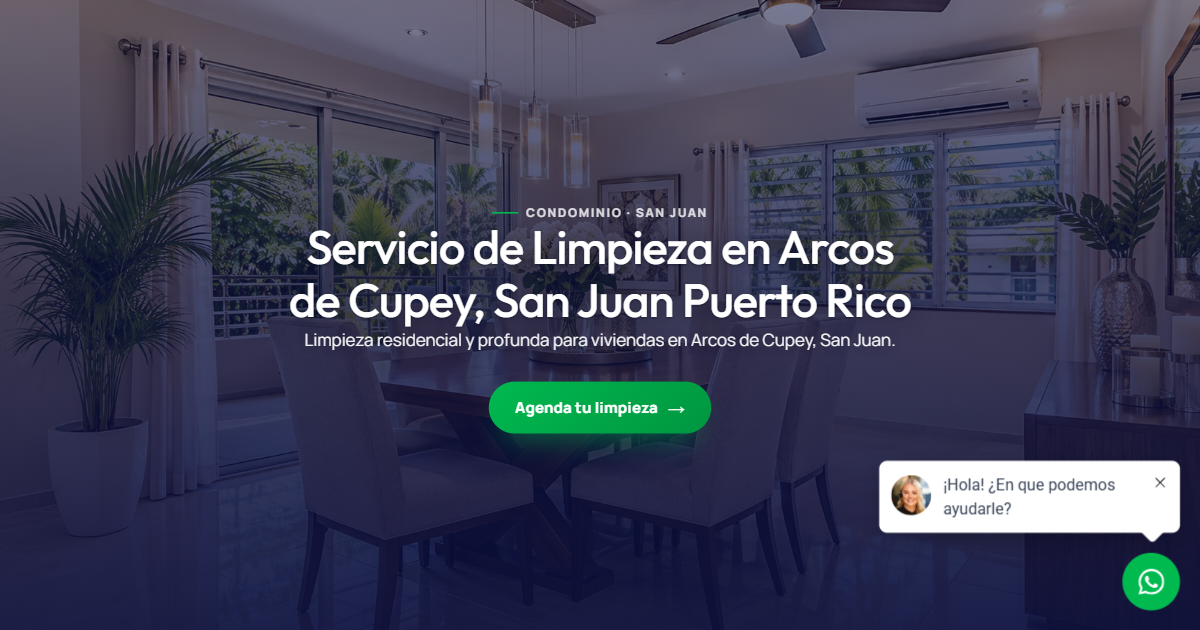 CONDOMINIO · SAN JUAN
Servicio de Limpieza en Arcos
de Cupey, San Juan Puerto Rico
Limpieza residencial y profunda para viviendas en Arcos de Cupey, San Juan.
Agenda tu limpieza →
¡Hola! ¿En que podemos
ayudarle?